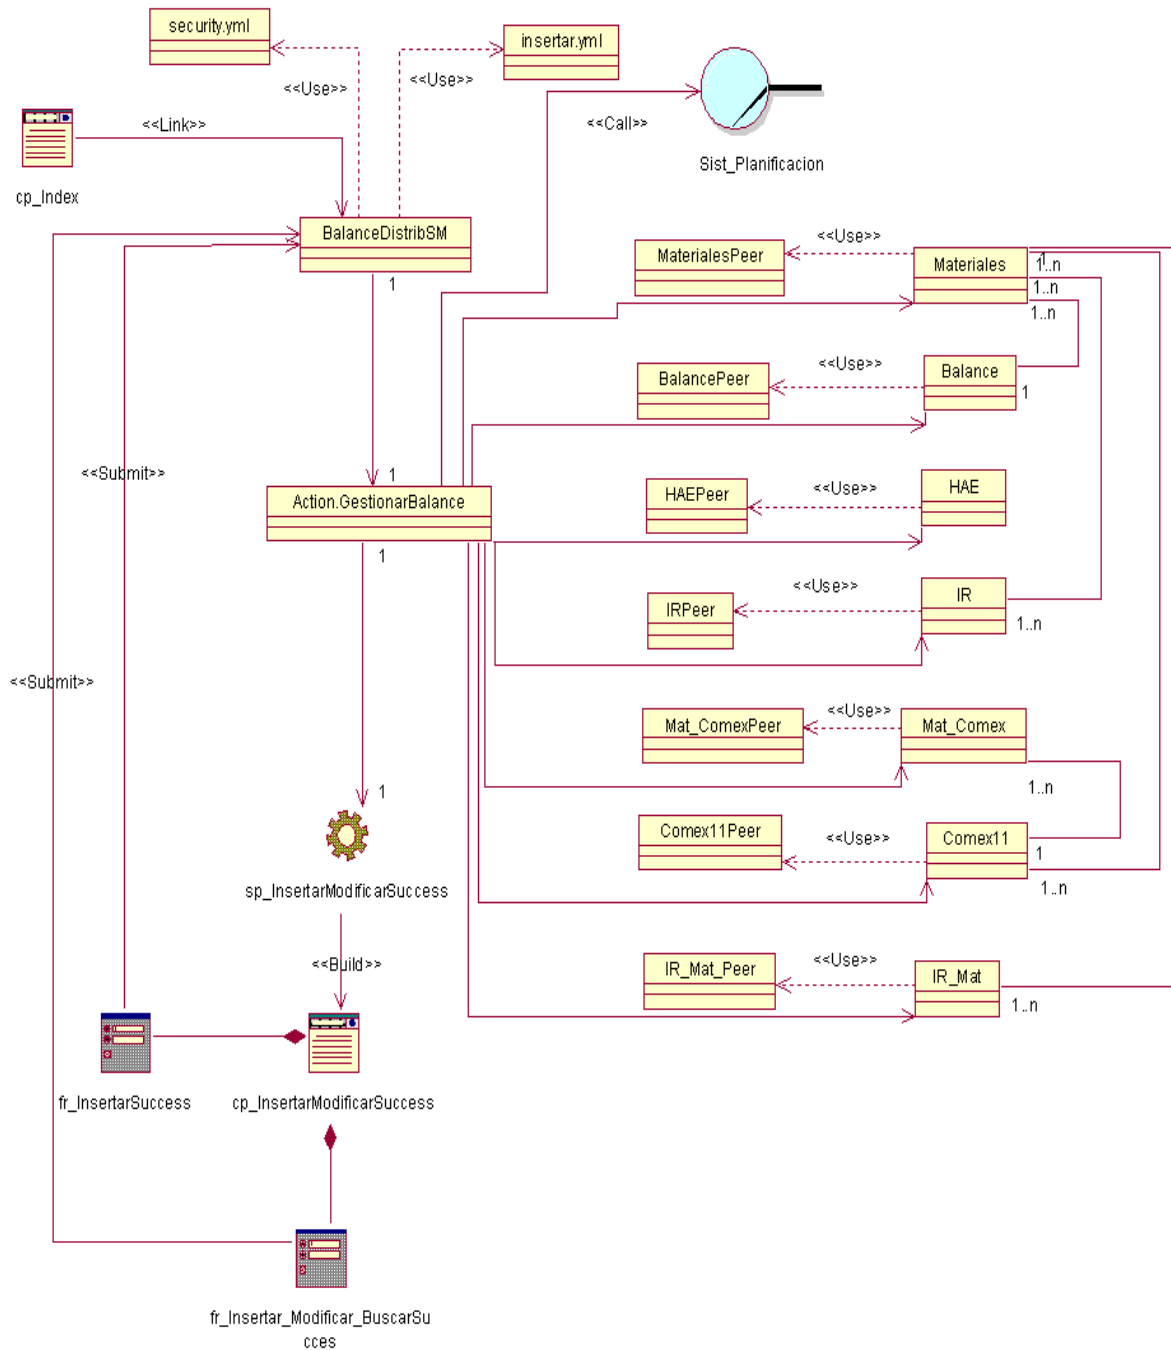 security.yml
insertar.yml
<<Use>>
<<Use>>
<<Link>>
<<Call>>
cp_Index
Sist_Planificacion
BalanceDistribSM
1
MaterialesPeer
<<Use>>
Materiales
1
1..n
1..n
1..n
BalancePeer
<<Use>>
Balance
1
<<Submit>>
1
Action.GestionarBalance
1
HAEPeer
<<Use>>
HAE
IRPeer
<<Use>>
IR
1..n
<<Submit>>
Mat_ComexPeer
<<Use>>
Mat_Comex
1..n
1
sp_InsertarModificarSuccess
Comex11Peer
<<Use>>
Comex11
1
1..n
<<Build>>
IR_Mat_Peer
<<Use>>
IR_Mat
1..n
fr_InsertarSuccess
cp_InsertarModificarSuccess
fr_Insertar_Modificar_BuscarSu
cces